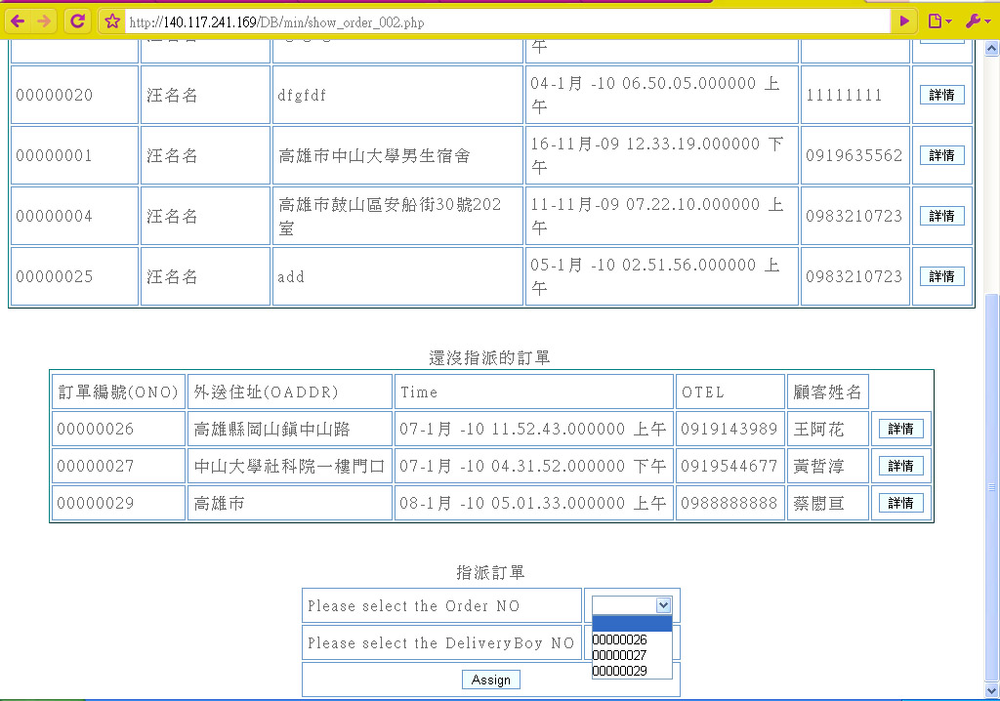 http://140.117.241.169/DB/min/show_order_002.php
午
00000020 汪名名 dfgfdf 04-1月 -10 06.50.05.000000 上午 11111111 詳情
00000001 汪名名 高雄市中山大學男生宿舍 16-11月-09 12.33.19.000000 下午 0919635562 詳情
00000004 汪名名 高雄市鼓山區安船街30號202室 11-11月-09 07.22.10.000000 上午 0983210723 詳情
00000025 汪名名 add 05-1月 -10 02.51.56.000000 上午 0983210723 詳情
還沒指派的訂單
訂單編號(ONO) 外送住址(OADDR) Time OTEL 顧客姓名
00000026 高雄縣岡山鎮中山路 07-1月 -10 11.52.43.000000 上午 0919143989 王阿花 詳情
00000027 中山大學社科院一樓門口 07-1月 -10 04.31.52.000000 下午 0919544677 黃哲淳 詳情
00000029 高雄市 08-1月 -10 05.01.33.000000 上午 0988888888 蔡閎亘 詳情
指派訂單
Please select the Order NO
Please select the DeliveryBoy NO
00000026
00000027
00000029
Assign